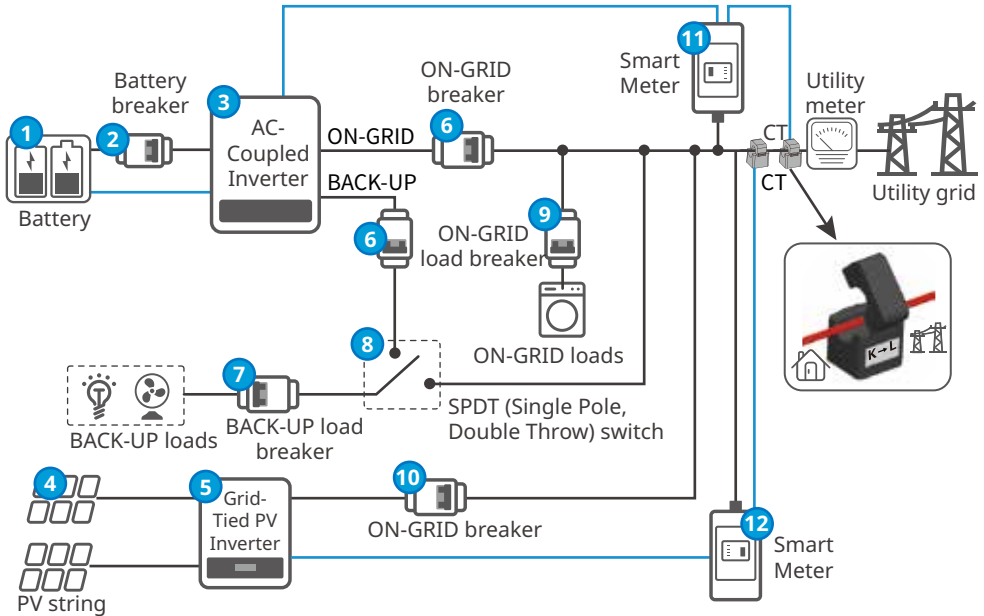 11
Smart
Meter
ON-GRID
breaker
Utility
meter
Battery
breaker
3
AC-
Coupled
Inverter
1
2
ON-GRID
6
CT
CT
Utility grid
BACK-UP
Battery
6
9
ON-GRID
load breaker
K→L
ON-GRID loads
8
7
SPDT (Single Pole,
Double Throw) switch
BACK-UP loads
BACK-UP load
breaker
4
5
Grid-
Tied PV
Inverter
10
ON-GRID breaker
12
Smart
Meter
PV string